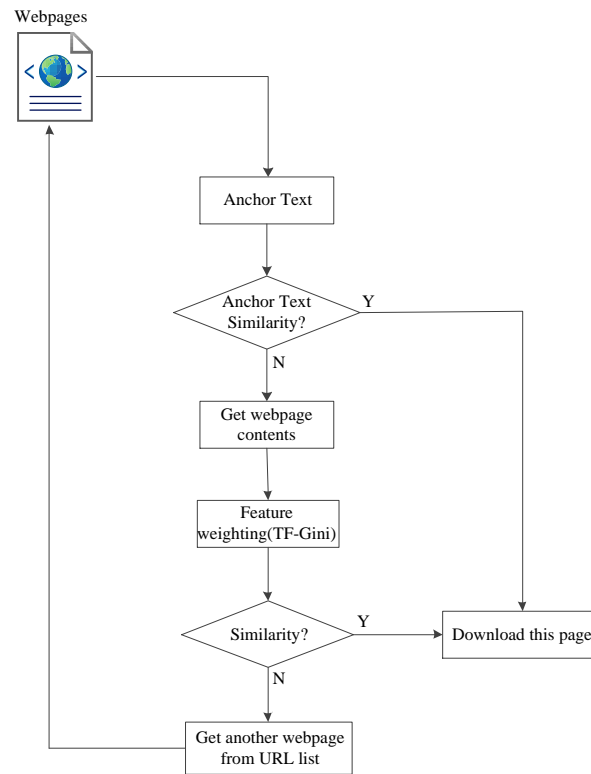 Webpages
Anchor Text
Anchor Text
Similarity?
Y
N
Get webpage
contents
Feature
weighting(TF-Gini)
Similarity?
Y
Download this page
N
Get another webpage
from URL list